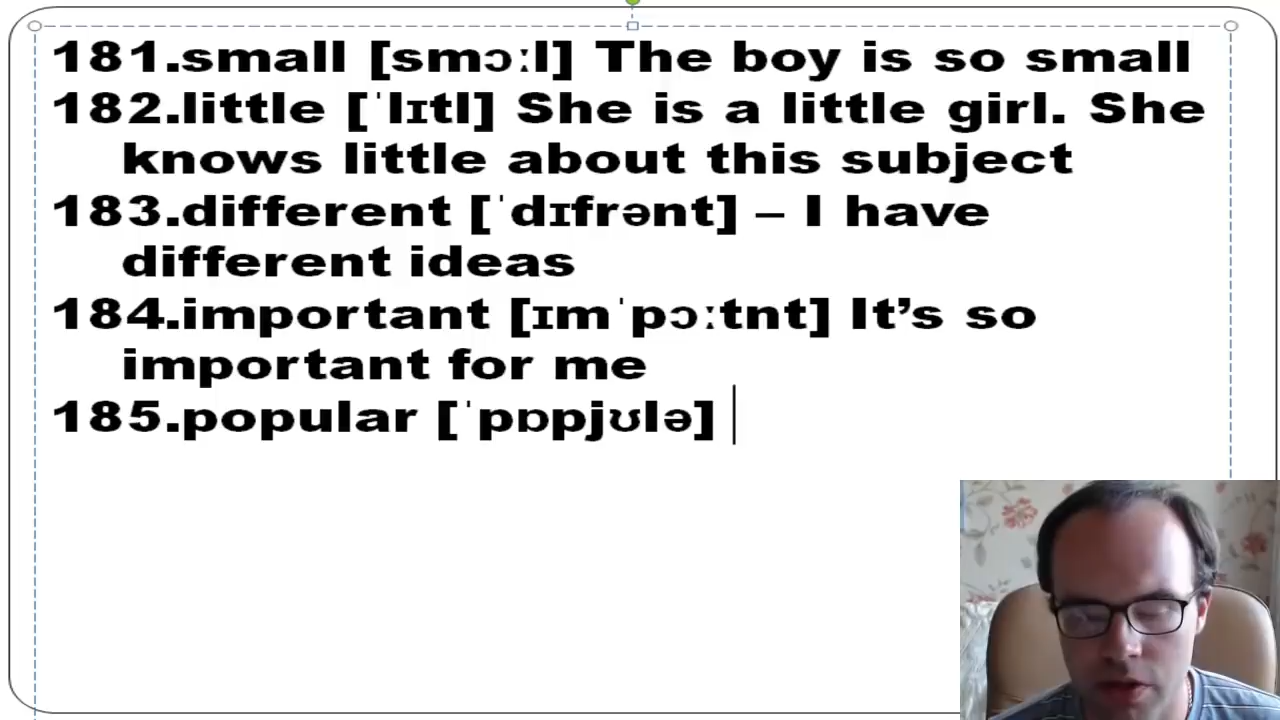 181.small [smɔːl] The boy is so small
182.little [ˈlɪtl] She is a little girl. She
knows little about this subject
183.different [ˈdɪfrənt] – I have
different ideas
184.important [ɪmˈpɔːtnt] It’s so
important for me
185.popular [ˈpɒpjʊlə]